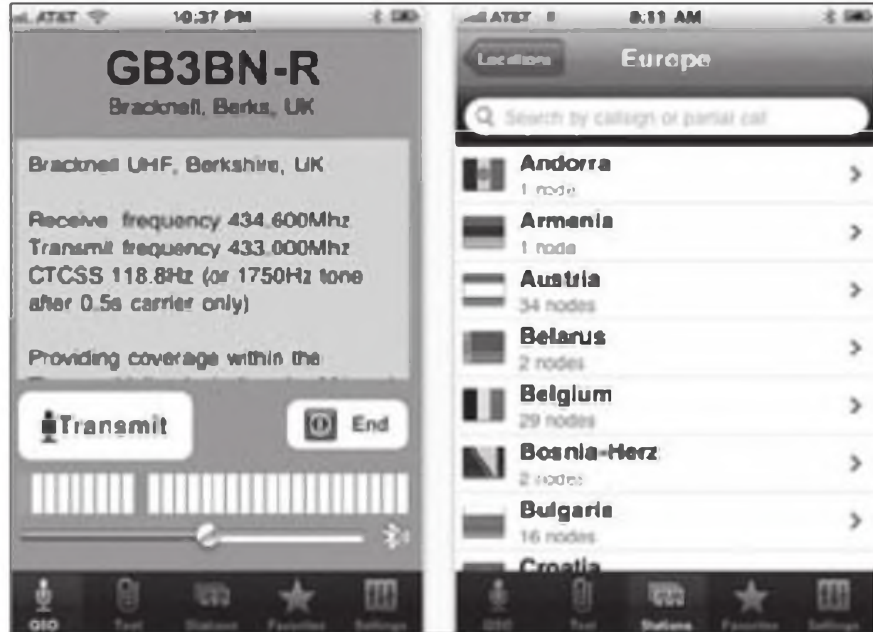 AT&T 10:37 PM
GB3BN-R
Bracknell, Berks, UK
Bracknell UHF, Berkshire, UK
Receive frequency 434.600Mhz
Transmit frequency 433.000Mhz
CTCSS 118.8Hz (or 1750Hz tone
after 0.5s carrier only)
Providing coverage within the
Transmit
End
QSO Text Stations Favorites Settings
AT&T 8:11 AM
Locations
Europe
Search by callsign or partial call
Andorra
1 node
Armenia
1 node
Austria
34 nodes
Belarus
2 nodes
Belgium
29 nodes
Bosnia-Herz
2 nodes
Bulgaria
16 nodes
Croatia
QSO Text Stations Favorites Settings